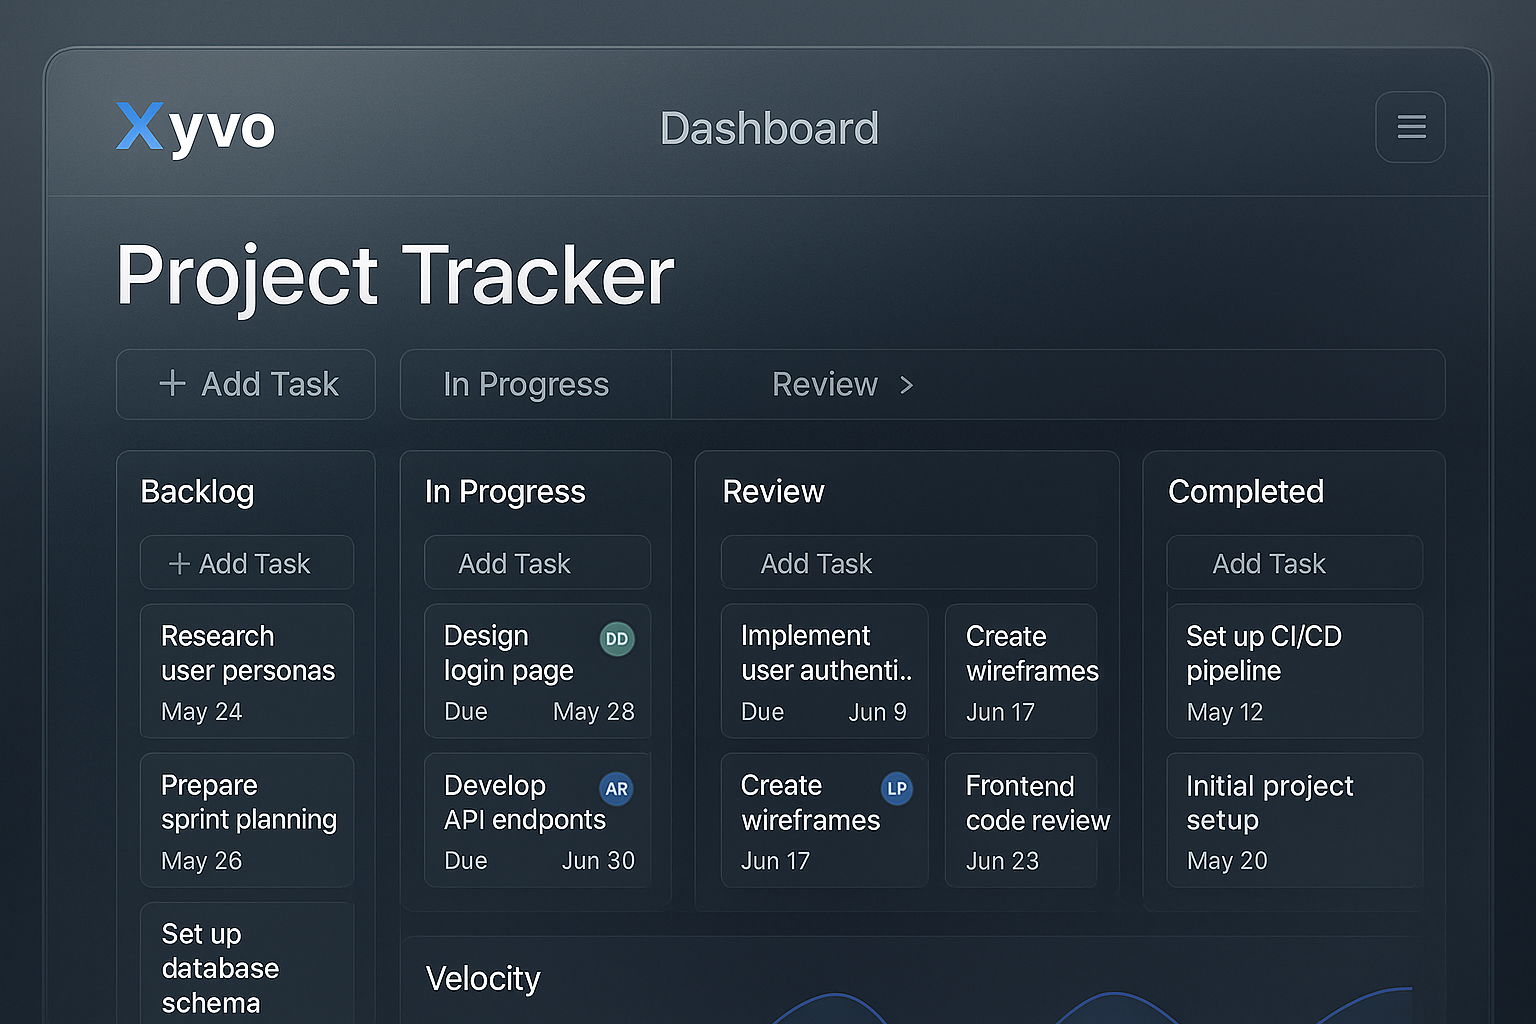 Xyvo
Dashboard
Project Tracker
+ Add Task
In Progress
Review >
Backlog
+ Add Task
Research
user personas
May 24
Prepare
sprint planning
May 26
Set up
database
schema
In Progress
Add Task
Design
login page
DD
Due May 28
Develop
API endponts
AR
Due Jun 30
Review
Add Task
Implement
user authenti..
Due Jun 9
Create
wireframes
Jun 17
Create
wireframes
LP
Jun 17
Frontend
code review
Jun 23
Completed
Add Task
Set up CI/CD
pipeline
May 12
Initial project
setup
May 20
Velocity